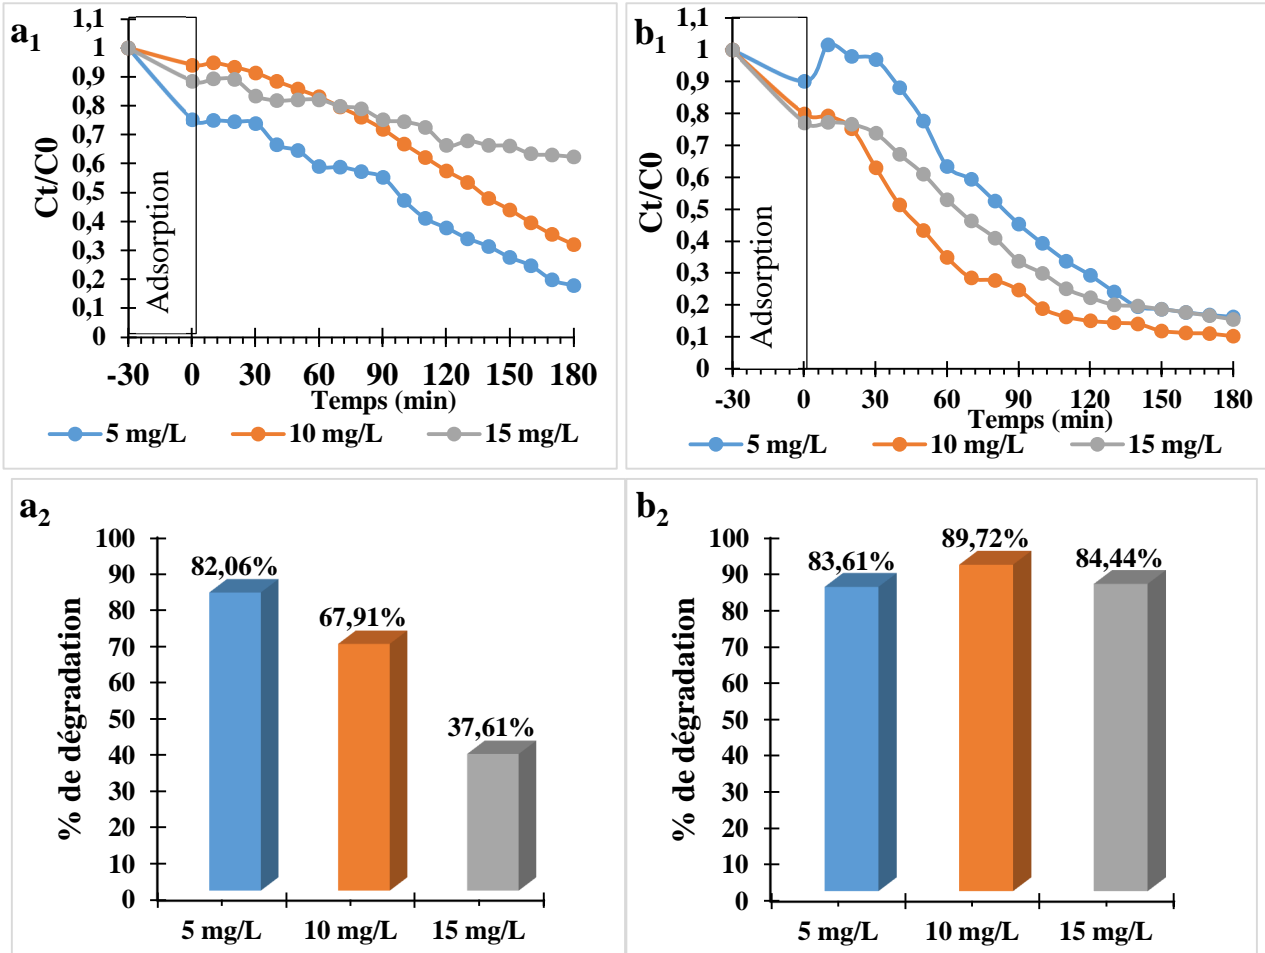 a1
Ct/C0
1,1
1
0,9
0,8
0,7
0,6
0,5
0,4
0,3
0,2
0,1
0
Adsorption
-30 0 30 60 90 120 150 180
Temps (min)
5 mg/L 10 mg/L 15 mg/L
b1
Ct/C0
1,1
1
0,9
0,8
0,7
0,6
0,5
0,4
0,3
0,2
0,1
0
Adsorption
-30 0 30 60 90 120 150 180
Temps (min)
5 mg/L 10 mg/L 15 mg/L
a2
% de dégradation
100
90
80
70
60
50
40
30
20
10
0
82,06%
67,91%
37,61%
5 mg/L 10 mg/L 15 mg/L
b2
% de dégradation
100
90
80
70
60
50
40
30
20
10
0
83,61%
89,72%
84,44%
5 mg/L 10 mg/L 15 mg/L